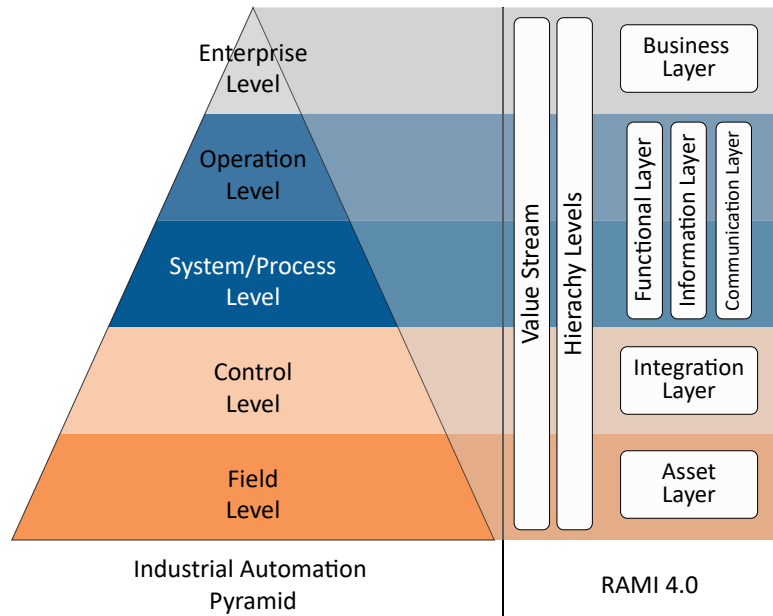 Enterprise
Level
Operation
Level
System/Process
Level
Control
Level
Field
Level
Industrial Automation
Pyramid
Value Stream
Hierachy Levels
Business
Layer
Functional Layer
Information Layer
Communication Layer
Integration
Layer
Asset
Layer
RAMI 4.0